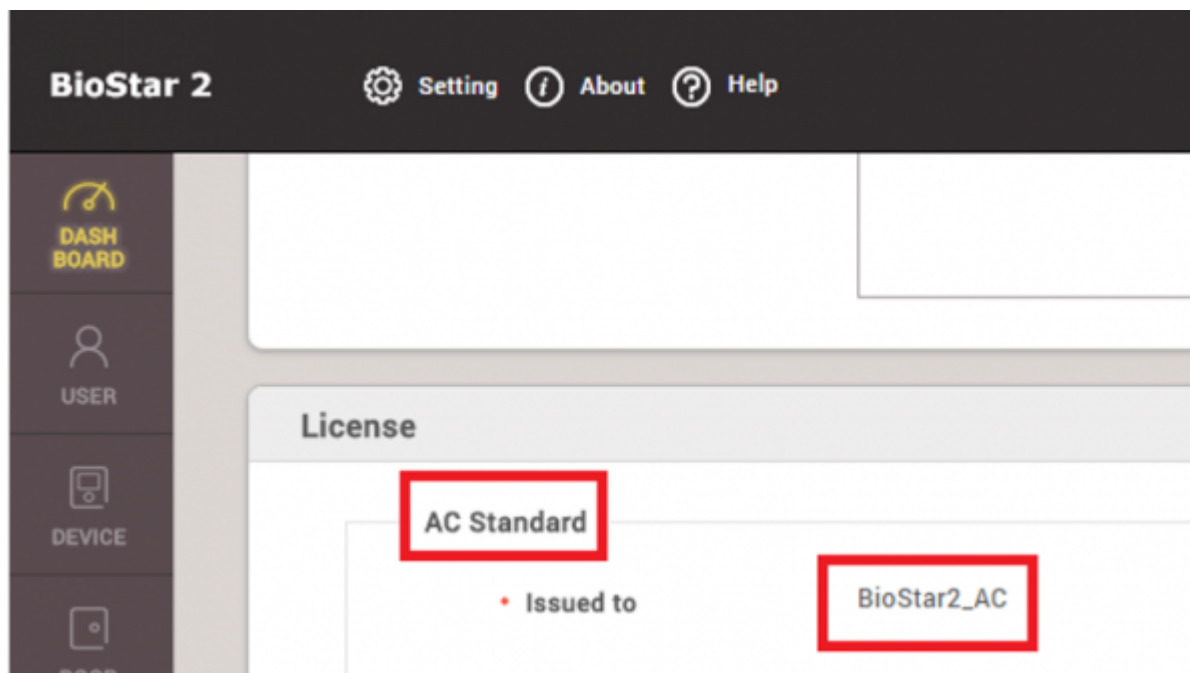 BioStar 2
Setting
About
Help
DASH
BOARD
USER
DEVICE
License
AC Standard
Issued to
BioStar2_AC